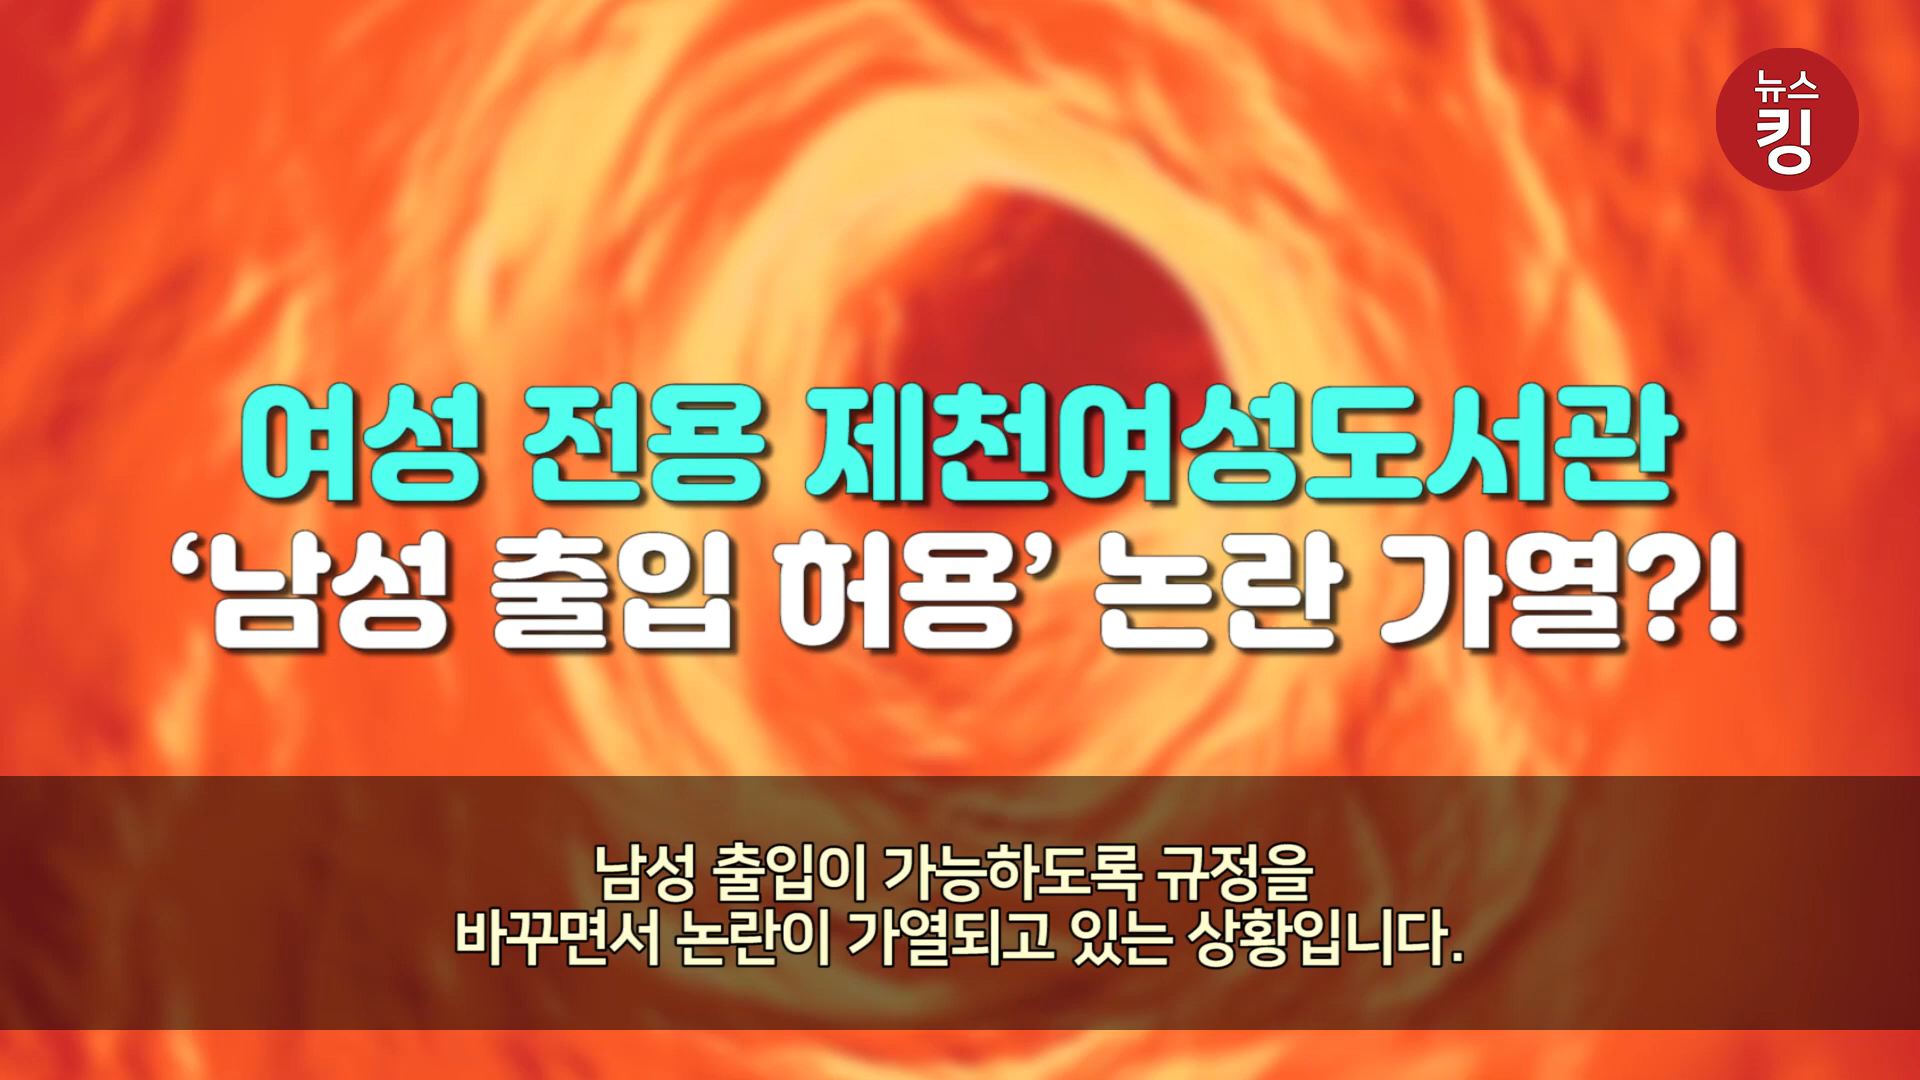 뉴스
킹
여성 전용 제천여성도서관
‘남성 출입 허용’ 논란 가열?!
남성 출입이 가능하도록 규정을
바꾸면서 논란이 가열되고 있는 상황입니다.